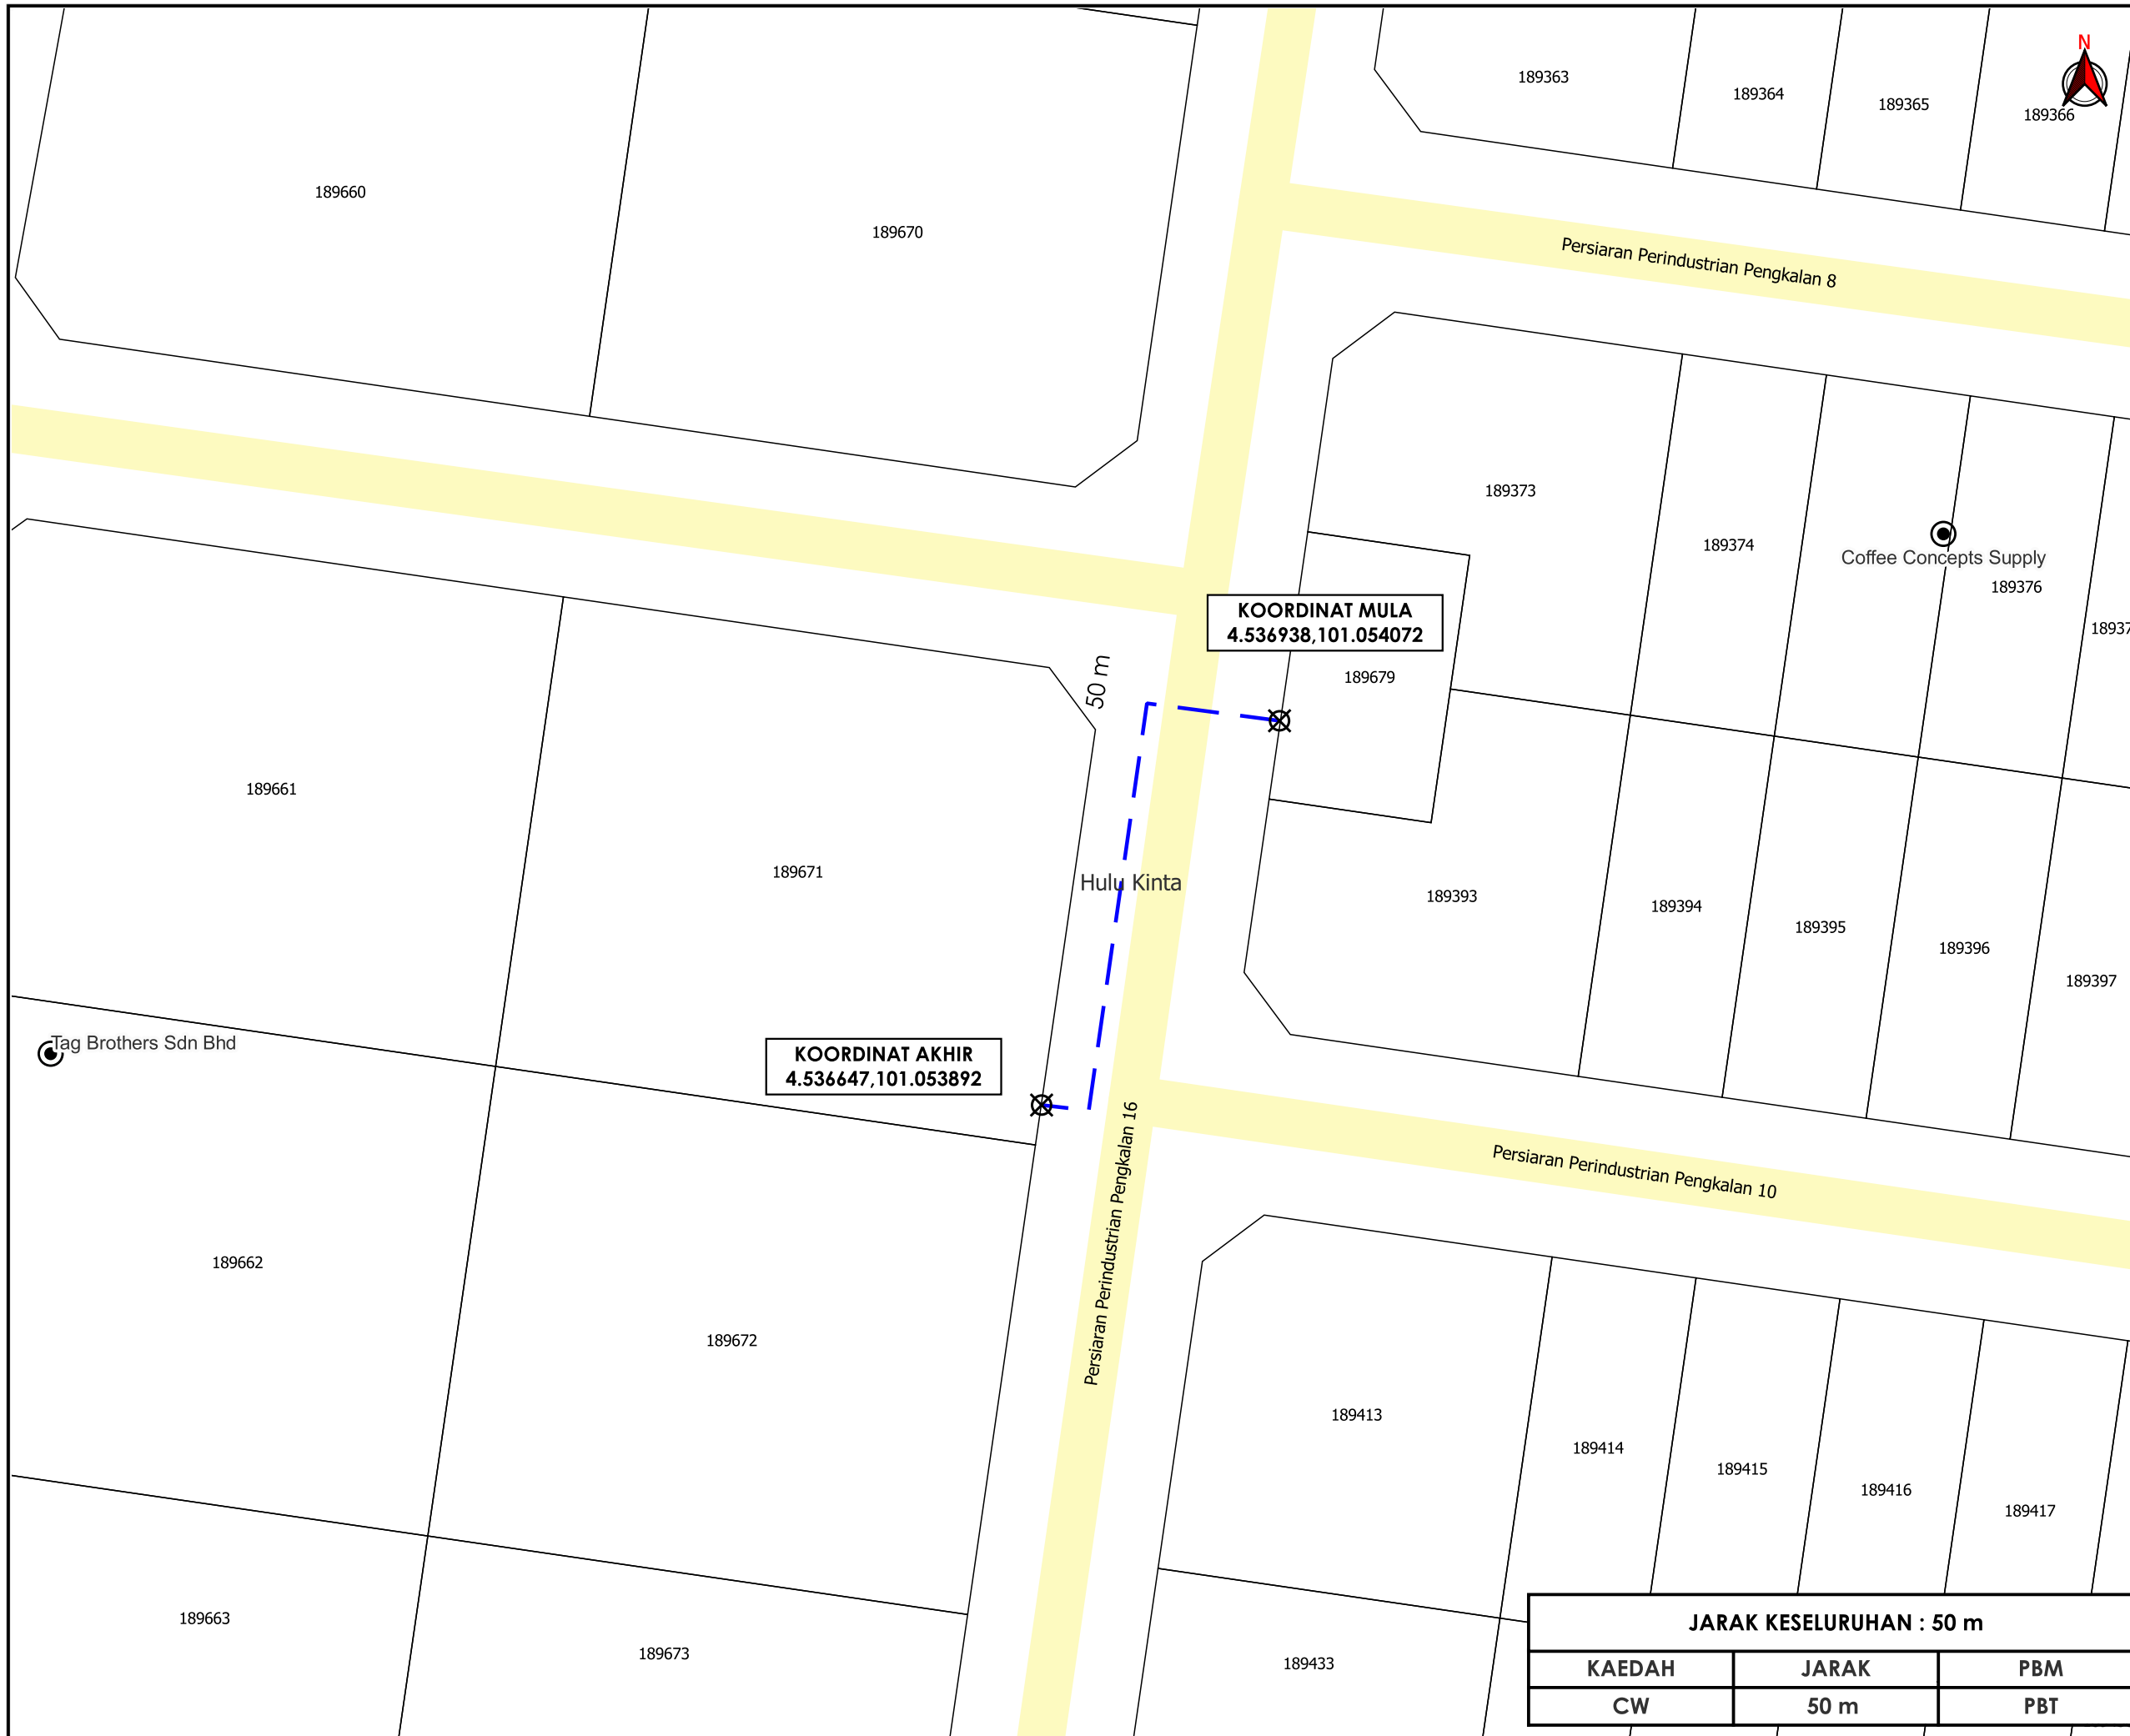 N
189363
189364
189365
189366
189660
189670
Persiaran Perindustrian Pengkalan 8
189373
189374
Coffee Concepts Supply
189376
18937
KOORDINAT MULA
4.536938,101.054072
50 m
189679
189661
189671
Hulu Kinta
189393
189394
189395
189396
189397
Tag Brothers Sdn Bhd
KOORDINAT AKHIR
4.536647,101.053892
Persiaran Perindustrian Pengkalan 16
Persiaran Perindustrian Pengkalan 10
189662
189672
189413
189414
189415
189416
189417
189663
189673
189433
JARAK KESELURUHAN : 50 m
KAEDAH JARAK PBM
CW 50 m PBT